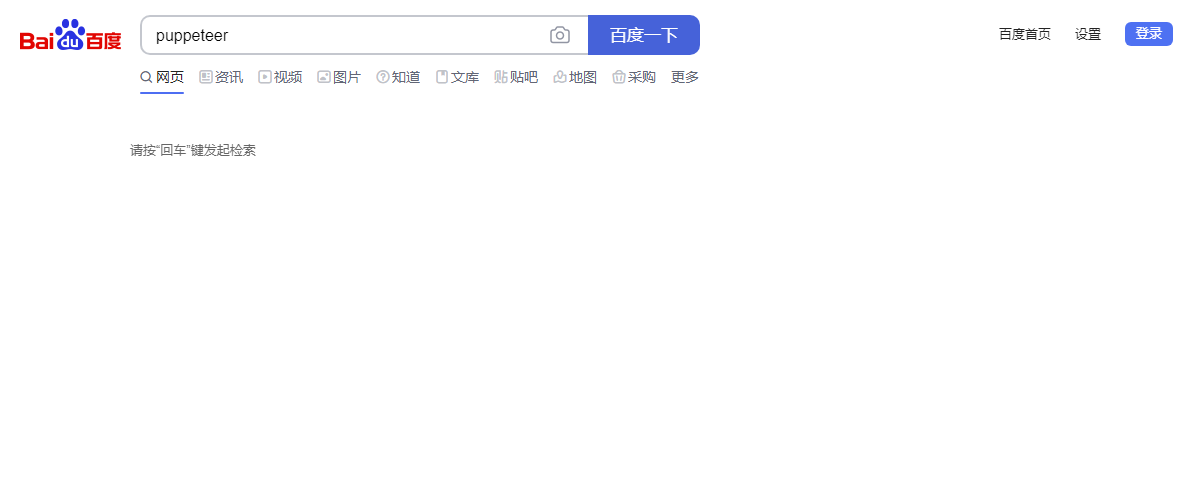 Bai du 百度 puppeteer 百度一下 百度首页 设置 登录
网页 资讯 视频 图片 知道 文库 贴吧 地图 采购 更多
请按“回车”键发起检索